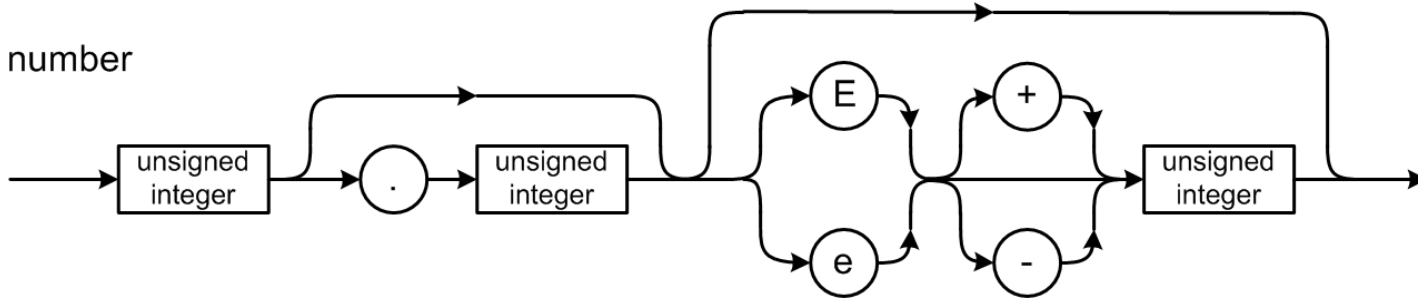 number
unsigned
integer
.
unsigned
integer
E
e
+
-
unsigned
integer